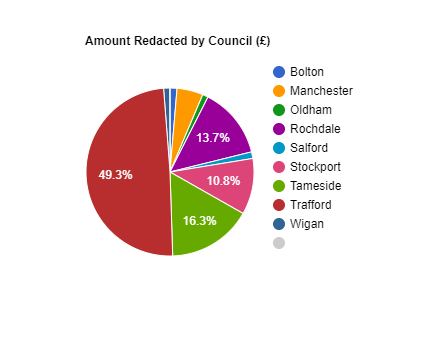 Amount Redacted by Council (£)
Bolton
Manchester
Oldham
Rochdale
Salford
Stockport
Tameside
Trafford
Wigan
13.7%
10.8%
16.3%
49.3%